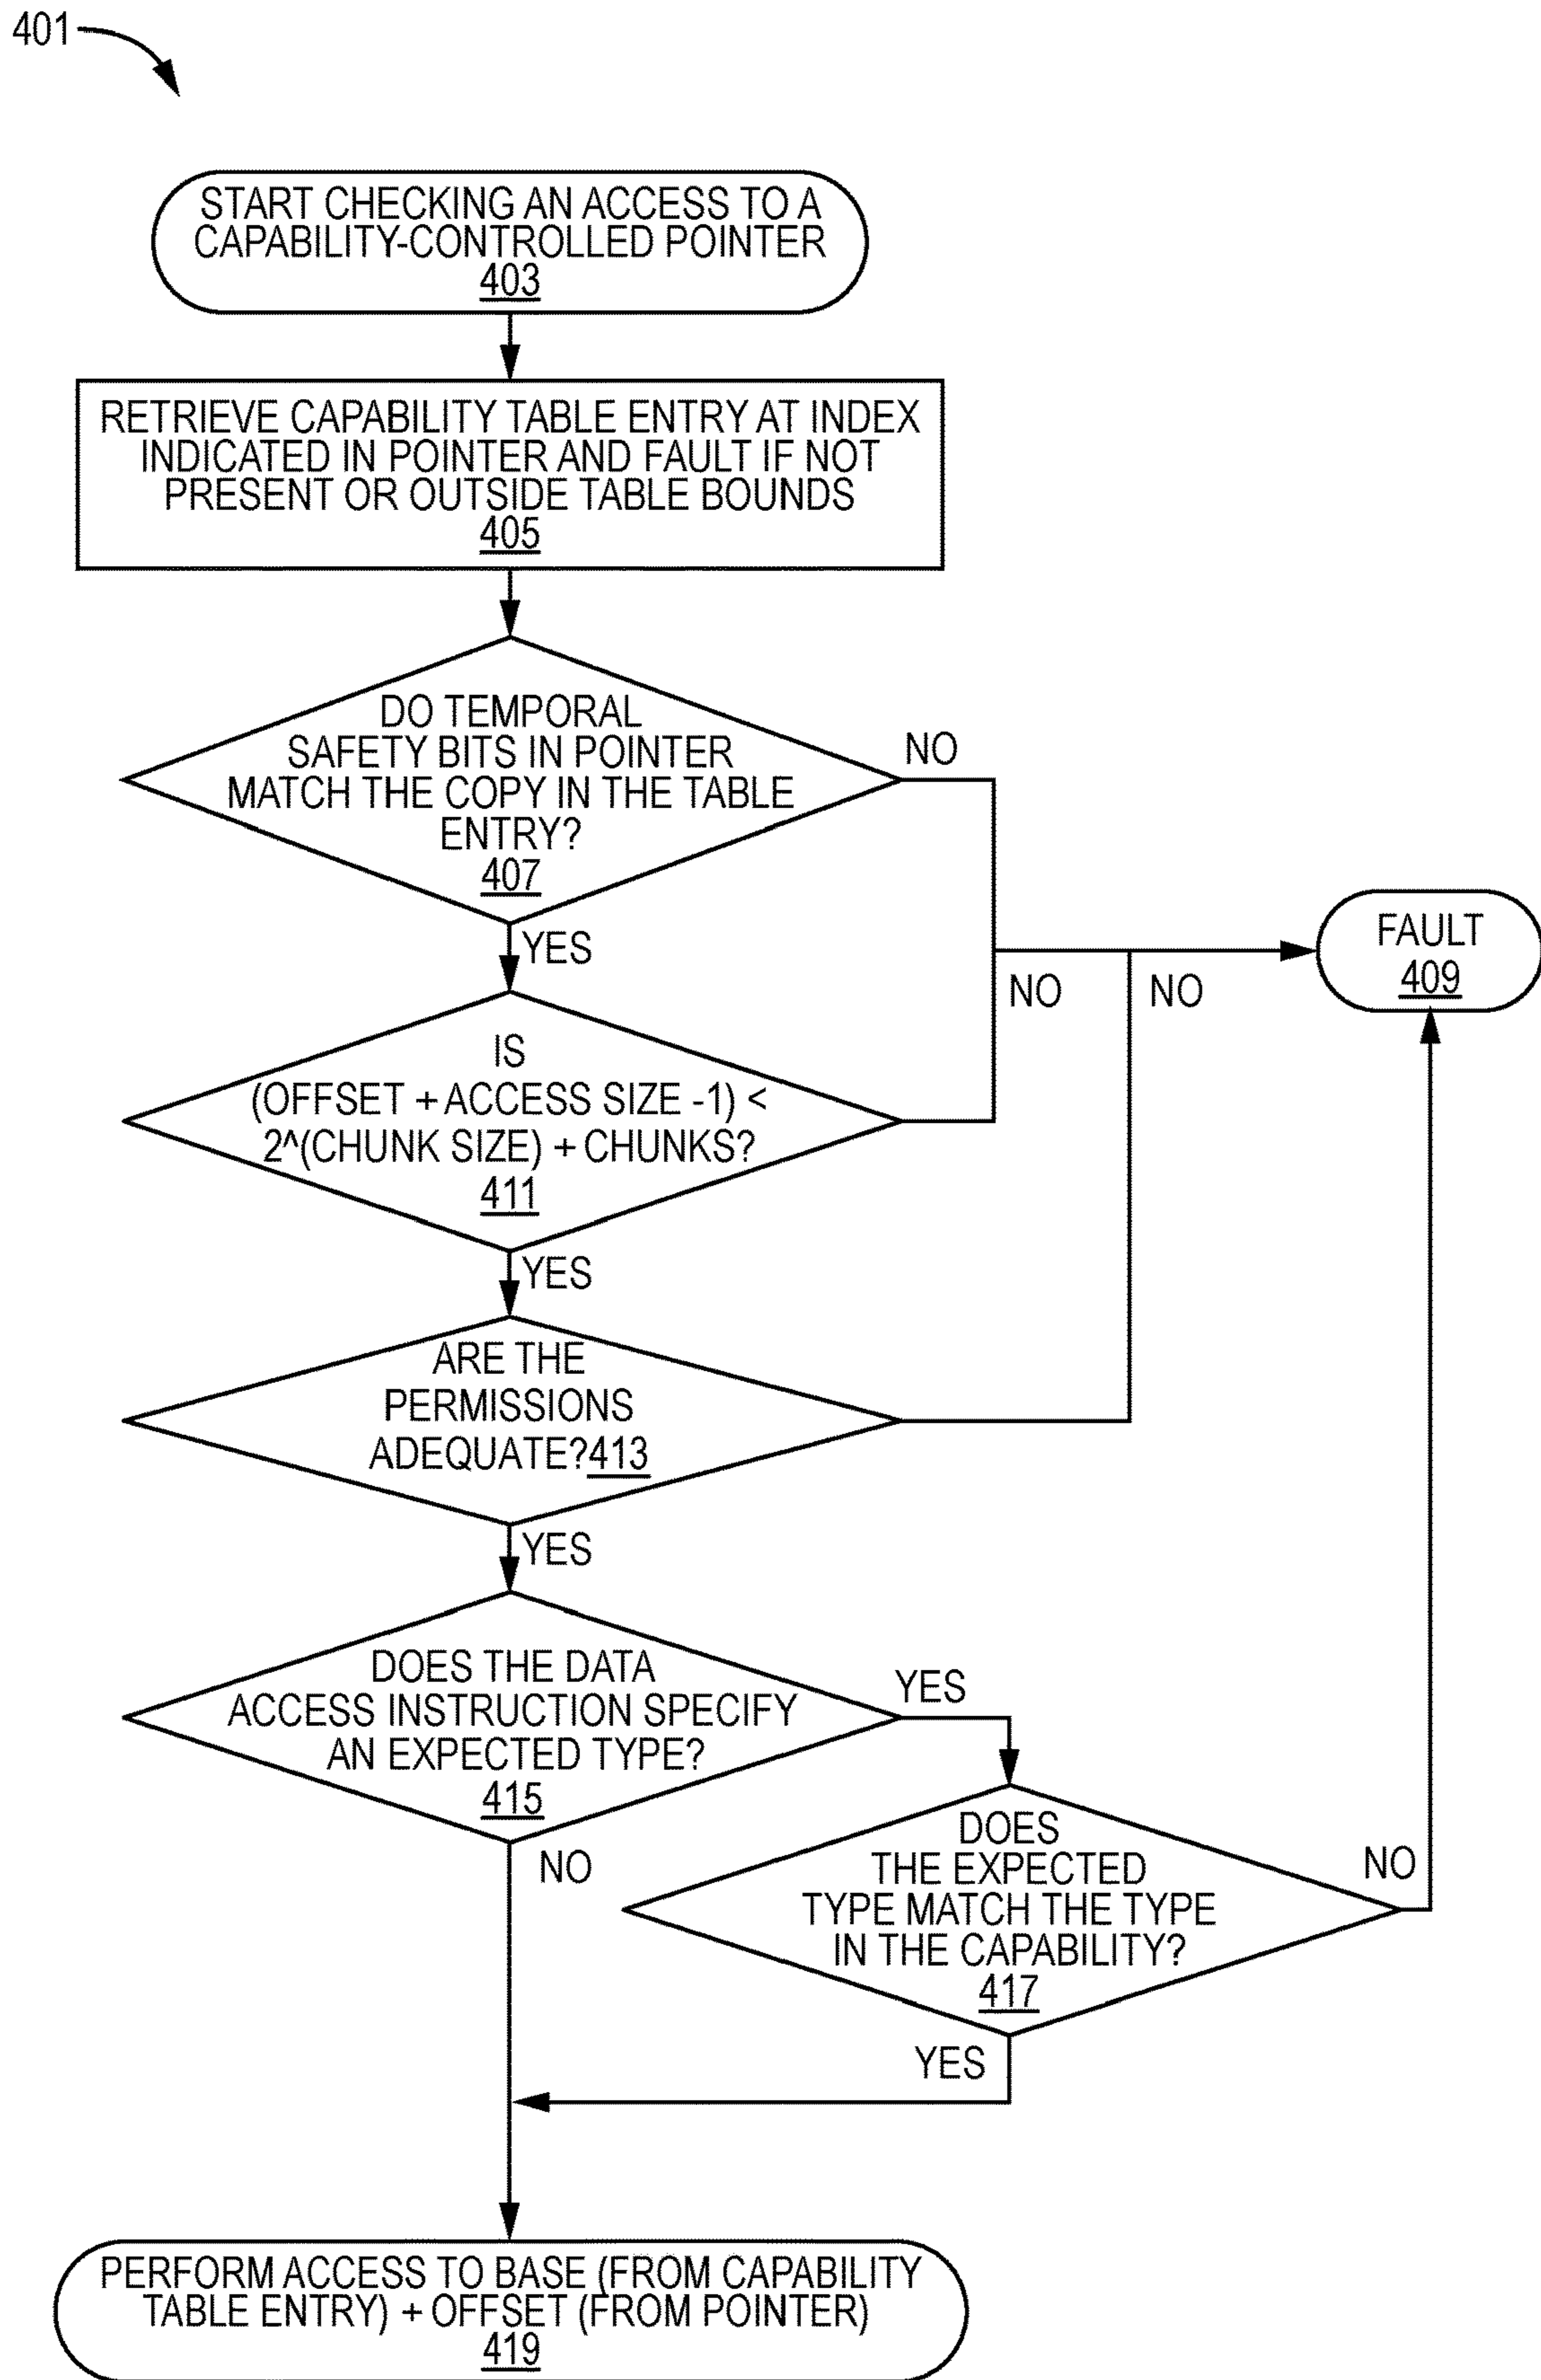 401
START CHECKING AN ACCESS TO A
CAPABILITY-CONTROLLED POINTER
403
RETRIEVE CAPABILITY TABLE ENTRY AT INDEX
INDICATED IN POINTER AND FAULT IF NOT
PRESENT OR OUTSIDE TABLE BOUNDS
405
DO TEMPORAL
SAFETY BITS IN POINTER
MATCH THE COPY IN THE TABLE
ENTRY?
407
NO
YES
FAULT
409
NO
NO
IS
(OFFSET + ACCESS SIZE -1) <
2^(CHUNK SIZE) + CHUNKS?
411
YES
ARE THE
PERMISSIONS
ADEQUATE?413
YES
DOES THE DATA
ACCESS INSTRUCTION SPECIFY
AN EXPECTED TYPE?
415
YES
NO
DOES
THE EXPECTED
TYPE MATCH THE TYPE
IN THE CAPABILITY?
417
NO
YES
PERFORM ACCESS TO BASE (FROM CAPABILITY
TABLE ENTRY) + OFFSET (FROM POINTER)
419